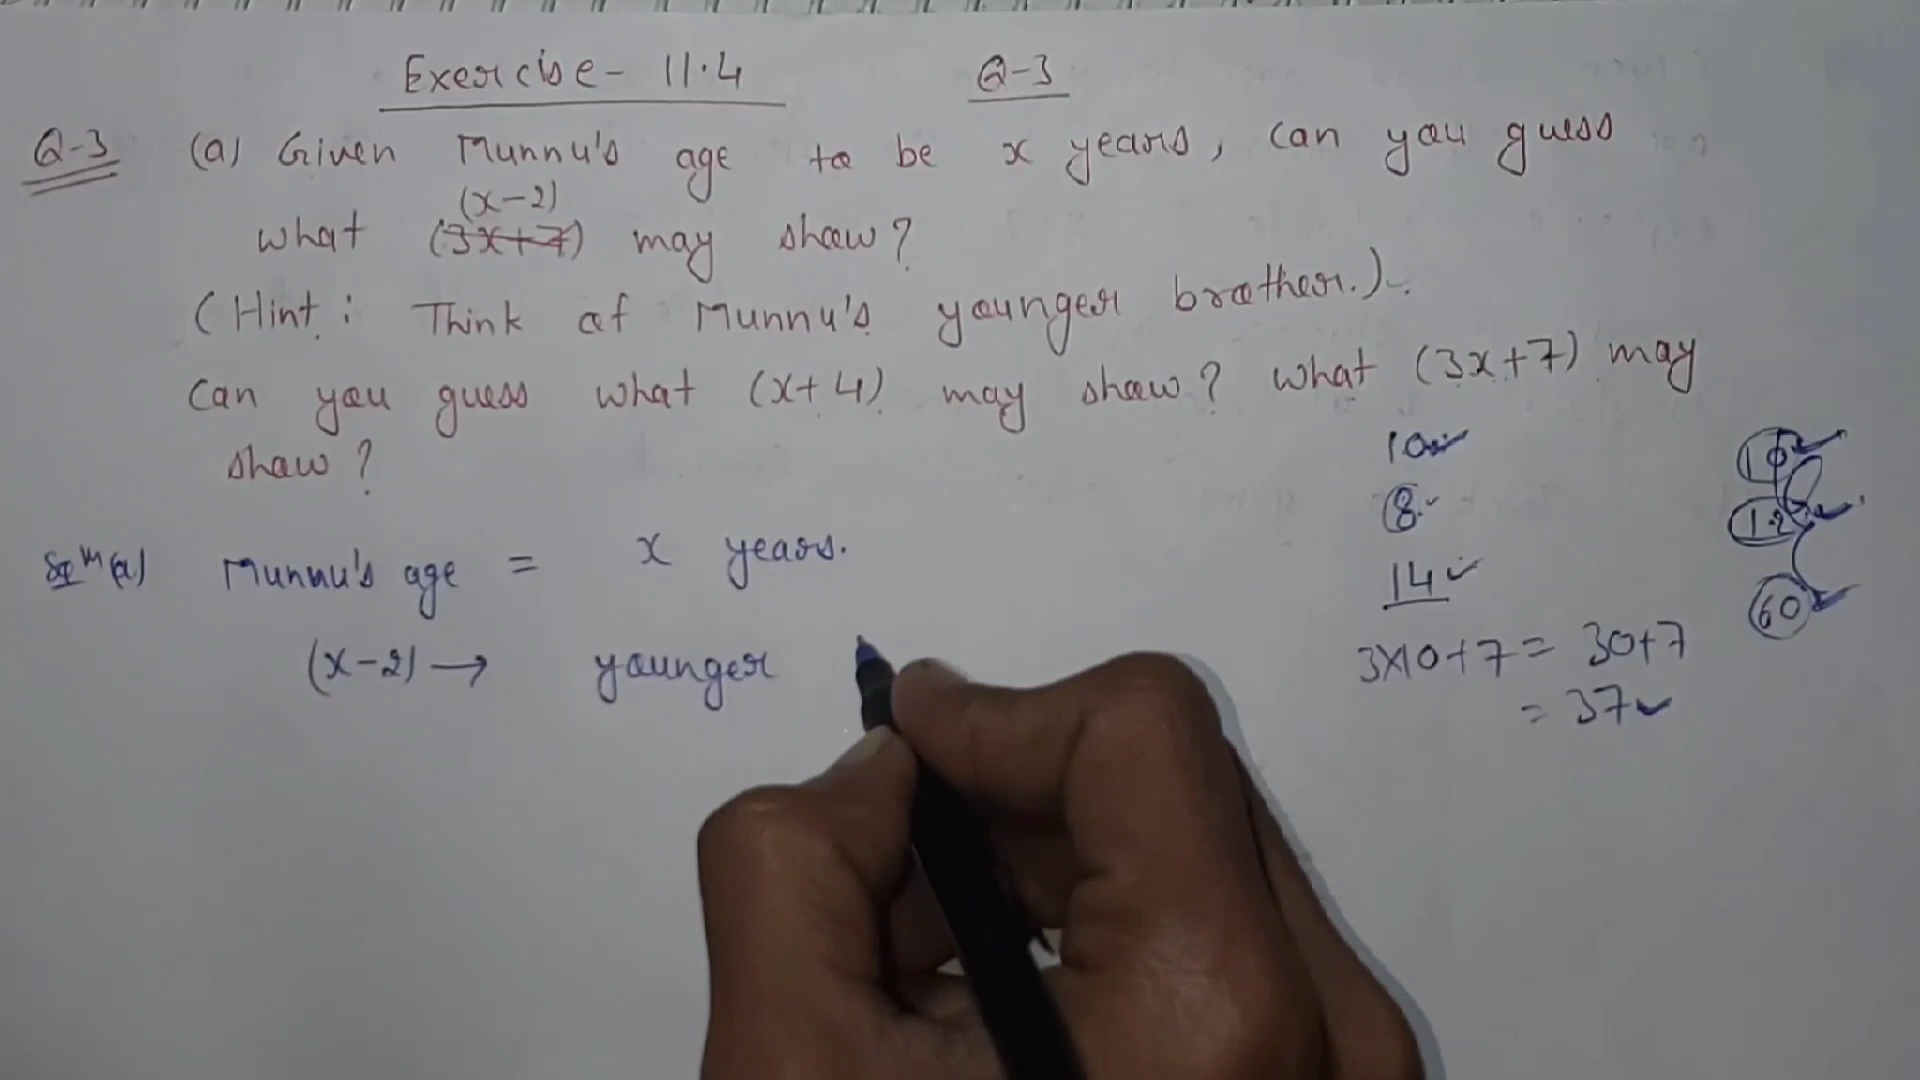 Exercise - 11.4 Q-3
Q-3 (a) Given Munnu's age to be x years, can you guess
(x-2)
what (3x+7) may show?
(Hint: Think of Munnu's younger brother.).
Can you guess what (x+4) may show? What (3x+7) may
show?
10
8
14
3×10+7 = 30+7
= 37
10
12
60
Solⁿ(a) Munnu's age = x years.
(x-2) → younger